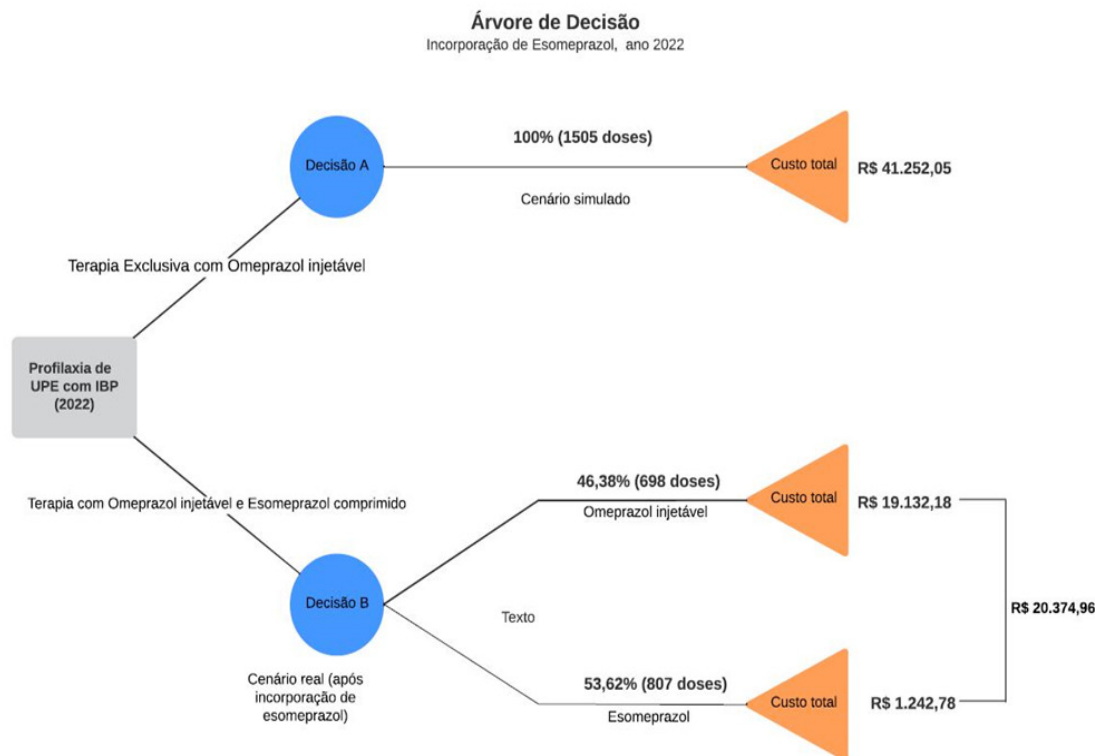 Árvore de Decisão
Incorporação de Esomeprazol, ano 2022
100% (1505 doses)
Decisão A
Custo total
R$ 41.252,05
Cenário simulado
Terapia Exclusiva com Omeprazol injetável
Profilaxia de
UPE com IBP
(2022)
46,38% (698 doses)
Terapia com Omeprazol injetável e Esomeprazol comprimido
Omeprazol injetável
Custo total
R$ 19.132,18
Decisão B
Texto
R$ 20.374,96
Cenário real (após
incorporação de
esomeprazol)
53,62% (807 doses)
Esomeprazol
Custo total
R$ 1.242,78